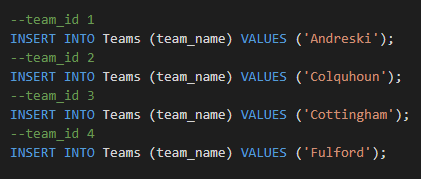 --team_id 1
INSERT INTO Teams (team_name) VALUES ('Andreski');
--team_id 2
INSERT INTO Teams (team_name) VALUES ('Colquhoun');
--team_id 3
INSERT INTO Teams (team_name) VALUES ('Cottingham');
--team_id 4
INSERT INTO Teams (team_name) VALUES ('Fulford');